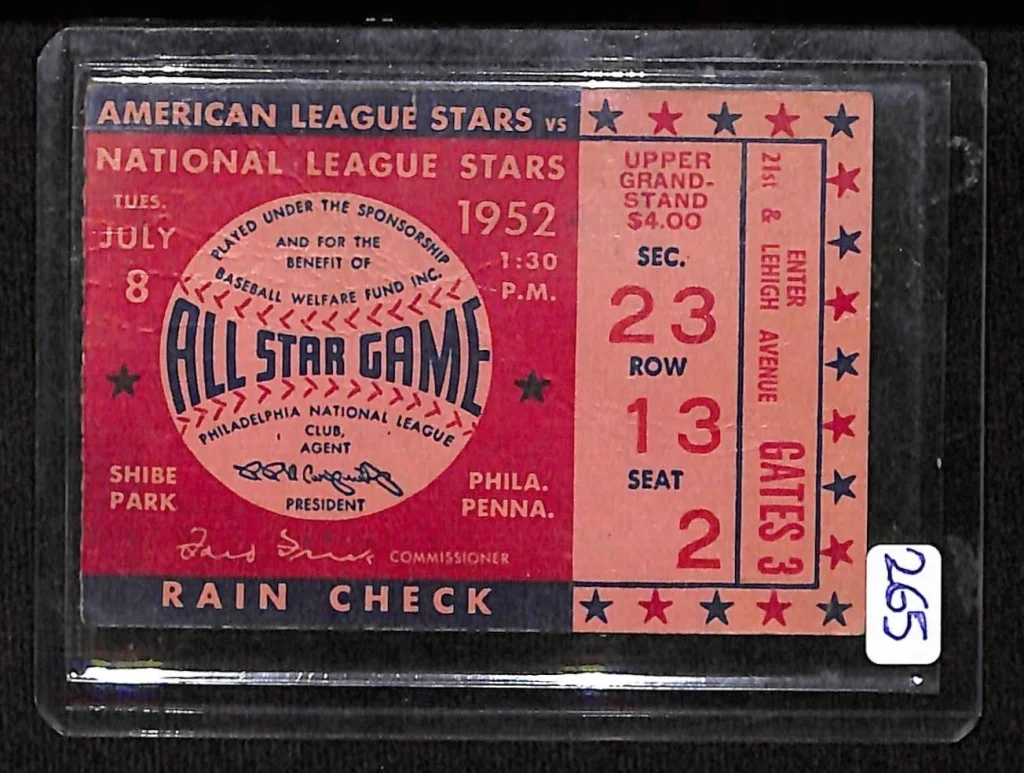 AMERICAN LEAGUE STARS VS
NATIONAL LEAGUE STARS
TUES.
JULY
8
1952
1:30
P.M.
PLAYED UNDER THE SPONSORSHIP
AND FOR THE
BENEFIT OF
BASEBALL WELFARE FUND INC.
ALL STAR GAME
PHILADELPHIA NATIONAL LEAGUE
CLUB,
AGENT
PRESIDENT
SHIBE
PARK
PHILA.
PENNA.
Ford Frick COMMISSIONER
RAIN CHECK
UPPER
GRAND-
STAND
$4.00
SEC.
23
ROW
13
SEAT
2
ENTER
21st & LEHIGH AVENUE
GATES 3
265